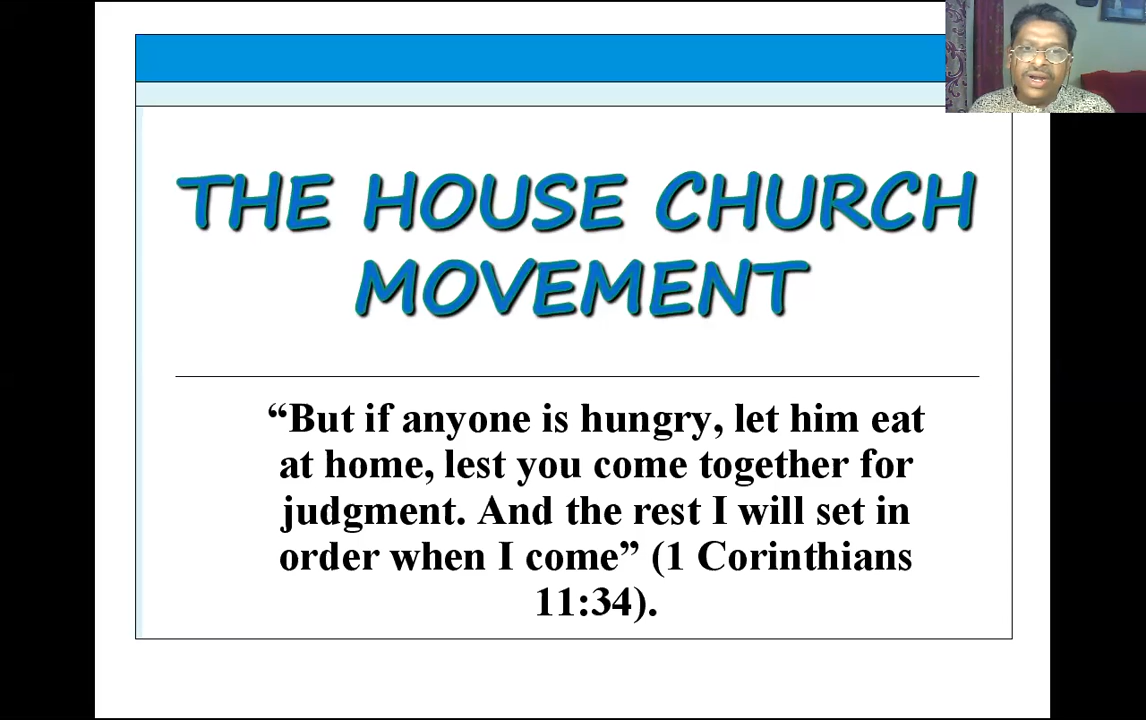 THE HOUSE CHURCH
MOVEMENT
“But if anyone is hungry, let him eat
at home, lest you come together for
judgment. And the rest I will set in
order when I come” (1 Corinthians
11:34).